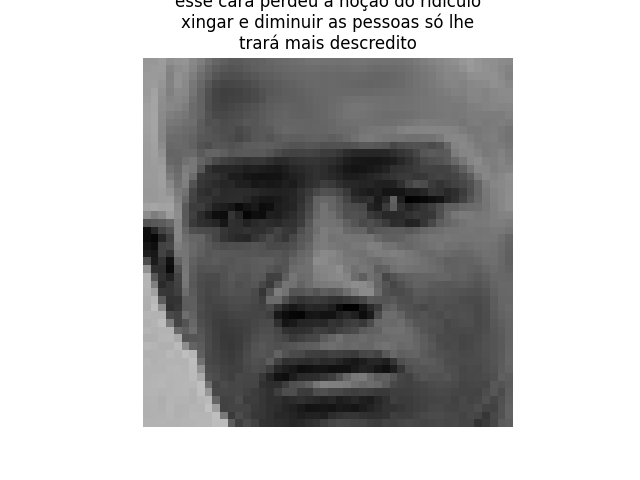 esse cara perdeu a noção do ridículo
xingar e diminuir as pessoas só lhe
trará mais descredito